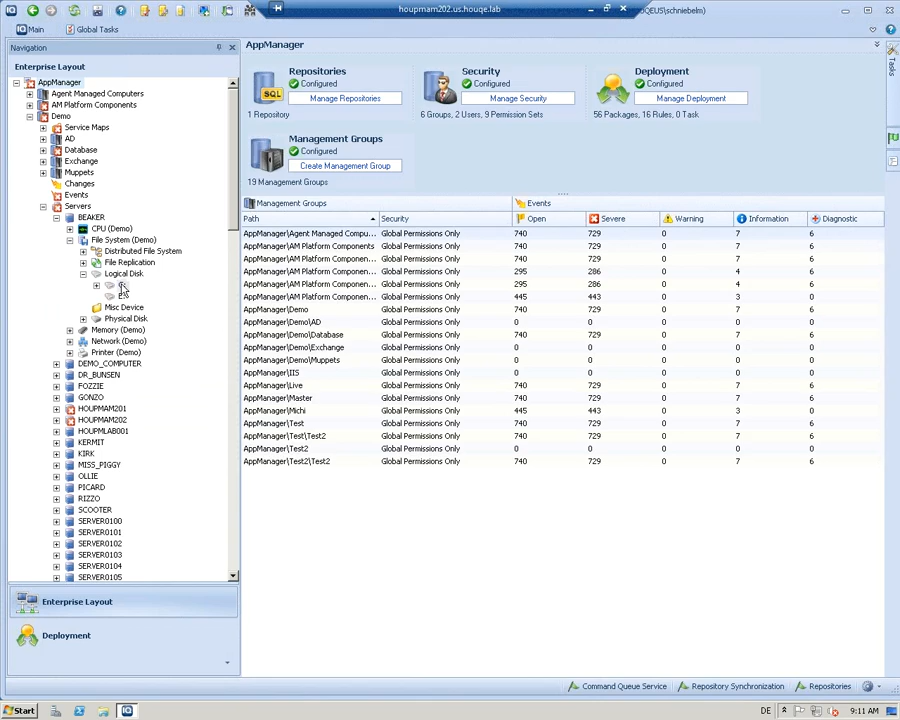 houpmam202.us.houqe.lab
QEUS\schniebelm)
Main
Global Tasks
Navigation
Enterprise Layout
AppManager
Agent Managed Computers
AM Platform Components
Demo
Service Maps
AD
Database
Exchange
Muppets
Changes
Events
Servers
BEAKER
CPU (Demo)
File System (Demo)
Distributed File System
File Replication
Logical Disk
Misc Device
Physical Disk
Memory (Demo)
Network (Demo)
Printer (Demo)
DEMO_COMPUTER
DR_BUNSEN
FOZZIE
GONZO
HOUPMAM201
HOUPMAM202
HOUPMLAB001
KERMIT
KIRK
MISS_PIGGY
OLLIE
PICARD
RIZZO
SCOOTER
SERVER0100
SERVER0101
SERVER0102
SERVER0103
SERVER0104
SERVER0105
Enterprise Layout
Deployment
AppManager
Repositories
Configured
Manage Repositories
1 Repository
Security
Configured
Manage Security
6 Groups, 2 Users, 9 Permission Sets
Deployment
Configured
Manage Deployment
56 Packages, 16 Rules, 0 Task
Management Groups
Configured
Create Management Group
19 Management Groups
Tasks
Management Groups Events
Path Security Open Severe Warning Information Diagnostic
AppManager\Agent Managed Compu... Global Permissions Only 740 729 0 7 6
AppManager\AM Platform Components Global Permissions Only 740 729 0 7 6
AppManager\AM Platform Componen... Global Permissions Only 740 729 0 7 6
AppManager\AM Platform Componen... Global Permissions Only 295 286 0 4 6
AppManager\AM Platform Componen... Global Permissions Only 295 286 0 4 6
AppManager\AM Platform Componen... Global Permissions Only 445 443 0 3 0
AppManager\Demo Global Permissions Only 740 729 0 7 6
AppManager\Demo\AD Global Permissions Only 0 0 0 0 0
AppManager\Demo\Database Global Permissions Only 740 729 0 7 6
AppManager\Demo\Exchange Global Permissions Only 0 0 0 0 0
AppManager\Demo\Muppets Global Permissions Only 0 0 0 0 0
AppManager\IIS Global Permissions Only 0 0 0 0 0
AppManager\Live Global Permissions Only 740 729 0 7 6
AppManager\Master Global Permissions Only 740 729 0 7 6
AppManager\Michi Global Permissions Only 445 443 0 3 0
AppManager\Test Global Permissions Only 740 729 0 7 6
AppManager\Test\Test2 Global Permissions Only 740 729 0 7 6
AppManager\Test2 Global Permissions Only 0 0 0 0 0
AppManager\Test2\Test2 Global Permissions Only 740 729 0 7 6
Command Queue Service Repository Synchronization Repositories
Start
DE
9:11 AM